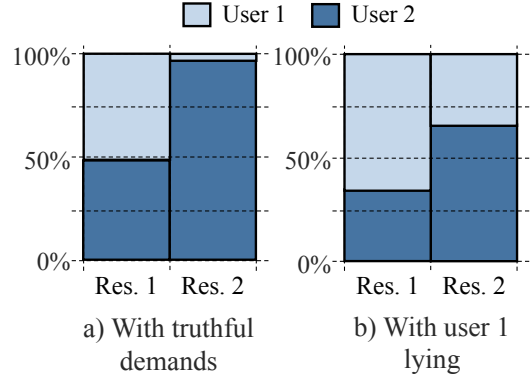 User 1 User 2
100%
50%
0%
Res. 1 Res. 2
a) With truthful
demands
100%
50%
0%
Res. 1 Res. 2
b) With user 1
lying